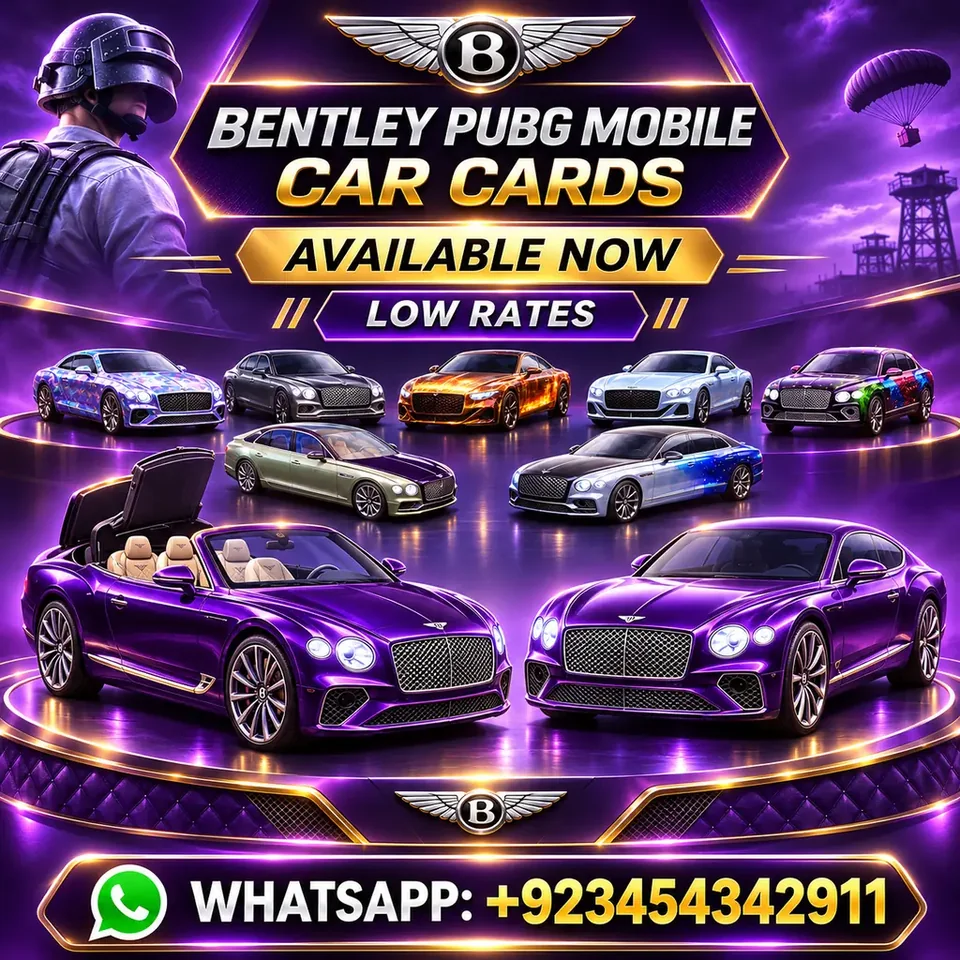 B
BENTLEY PUBG MOBILE
CAR CARDS
AVAILABLE NOW
LOW RATES
B
WHATSAPP: +923454342911